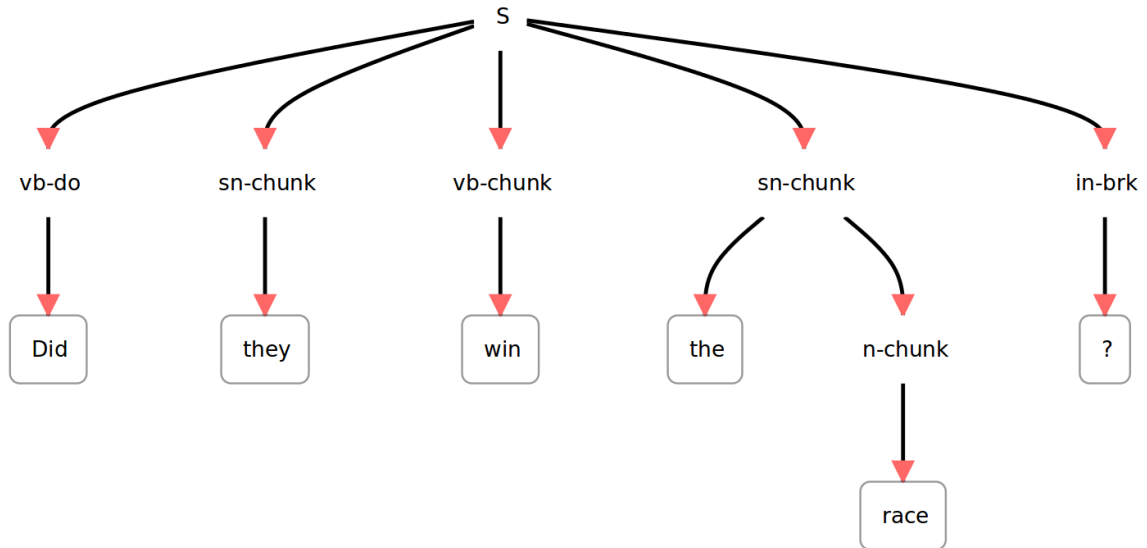 S
vb-do sn-chunk vb-chunk sn-chunk in-brk
Did they win the n-chunk ?
race